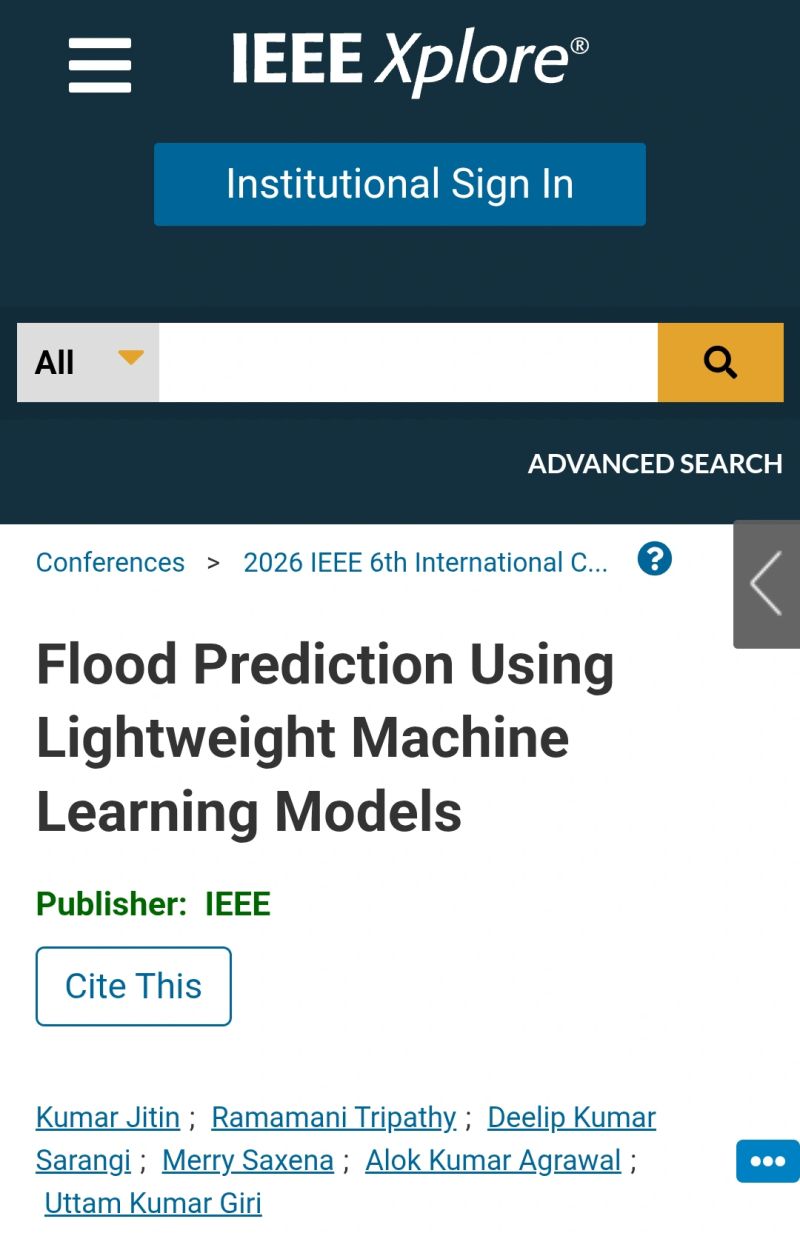 IEEE Xplore®
Institutional Sign In
All
ADVANCED SEARCH
Conferences > 2026 IEEE 6th International C... ?
Flood Prediction Using
Lightweight Machine
Learning Models
Publisher: IEEE
Cite This
Kumar Jitin ; Ramamani Tripathy ; Deelip Kumar
Sarangi ; Merry Saxena ; Alok Kumar Agrawal ;
Uttam Kumar Giri